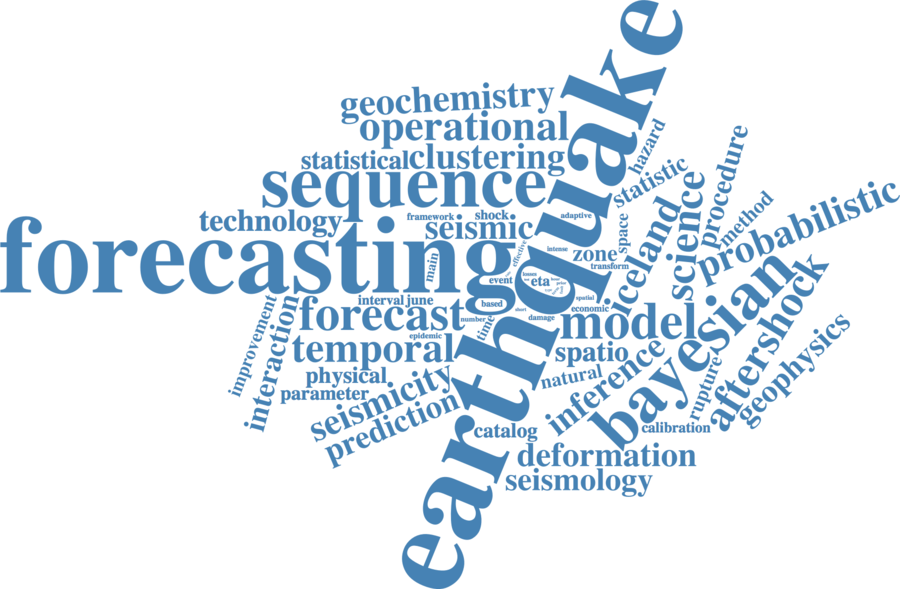 earthquake
geochemistry
operational
hazard
statistical
clustering
procedure
statistic
sequence
probabilistic
technology
framework
shock
adaptive
method
science
space
iceland
seismic
forecasting
effective
intense
zone
transform
main
event
losses
eta
spatial
interval
june
based
economic
forecast
short
number
damage
time
model
bayesian
aftershock
improvement
interaction
epidemic
temporal
spatio
inference
geophysics
physical
natural
rupture
parameter
seismicity
prediction
catalog
calibration
deformation
seismology